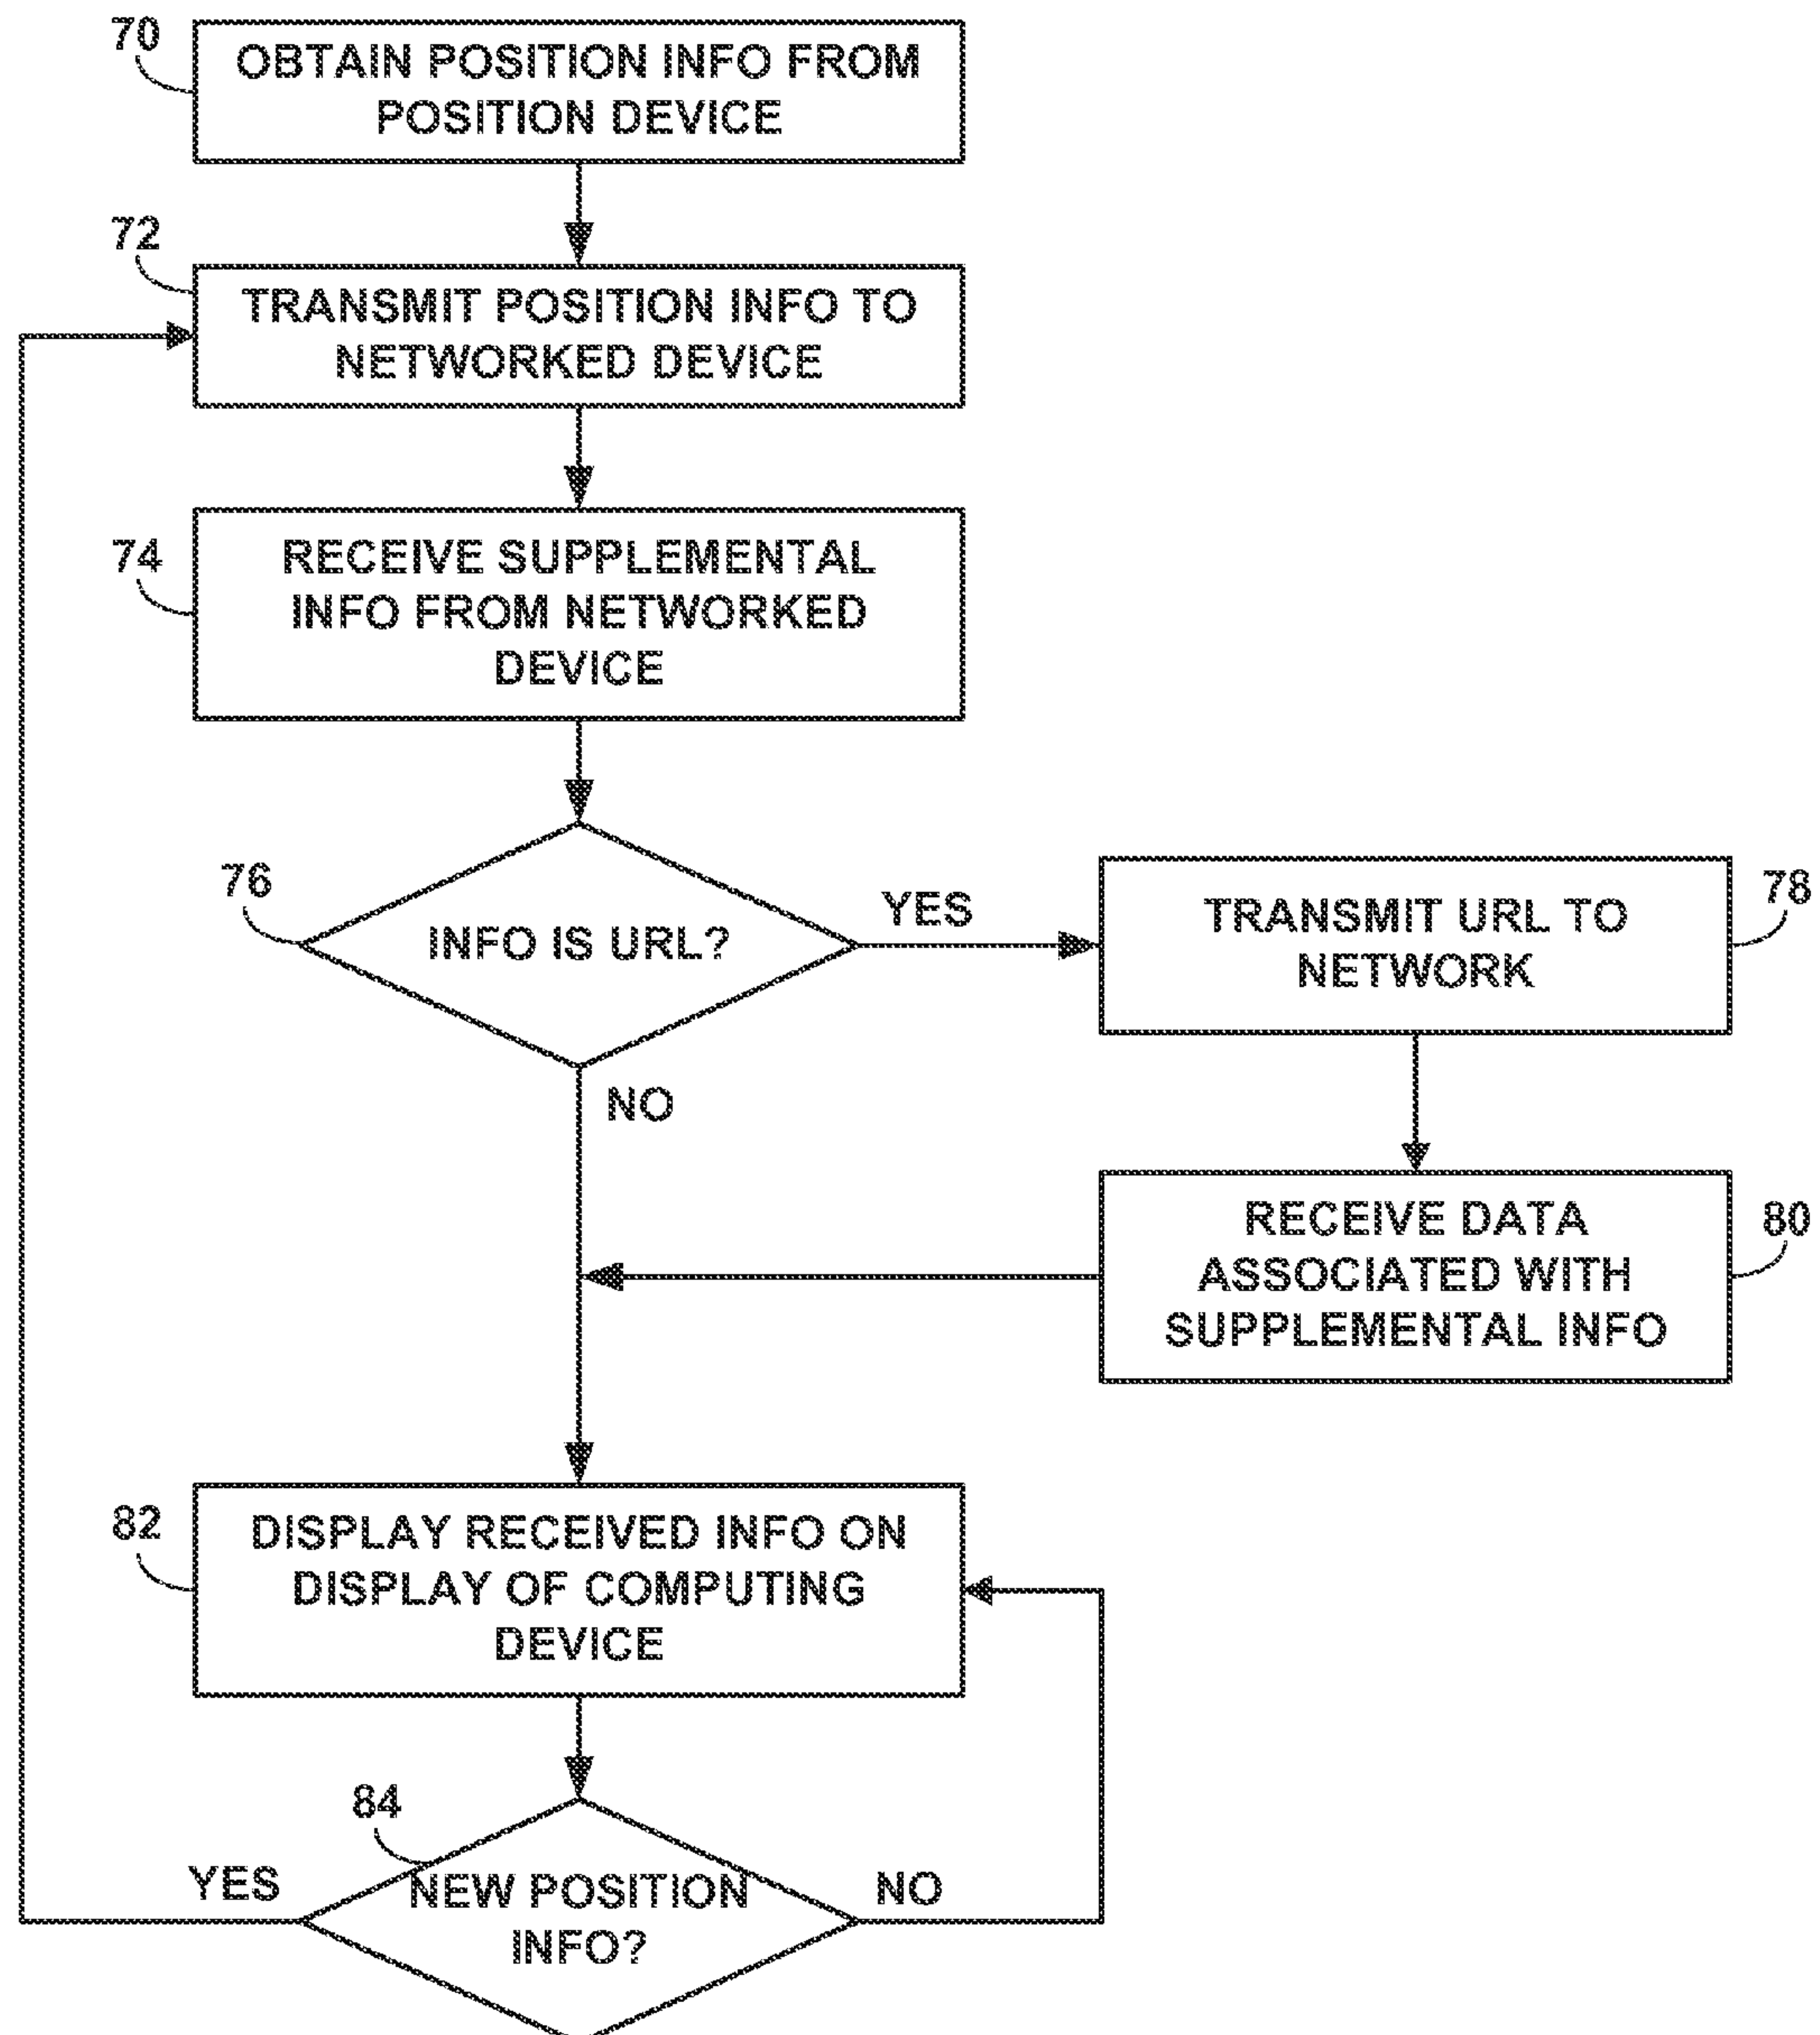 70
OBTAIN POSITION INFO FROM
POSITION DEVICE
72
TRANSMIT POSITION INFO TO
NETWORKED DEVICE
74
RECEIVE SUPPLEMENTAL
INFO FROM NETWORKED
DEVICE
76
INFO IS URL?
YES
NO
78
TRANSMIT URL TO
NETWORK
80
RECEIVE DATA
ASSOCIATED WITH
SUPPLEMENTAL INFO
82
DISPLAY RECEIVED INFO ON
DISPLAY OF COMPUTING
DEVICE
84
YES
NEW POSITION
INFO?
NO